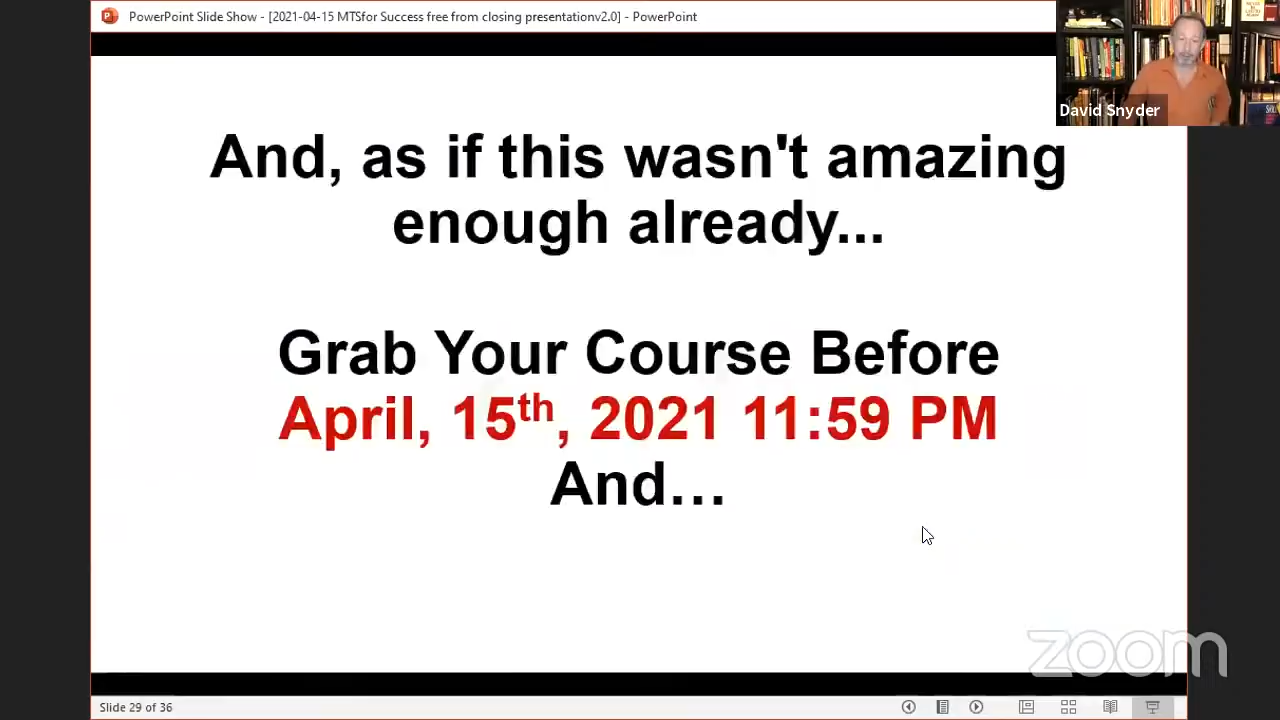 PowerPoint Slide Show - [2021-04-15 MTSfor Success free from closing presentationv2.0] - PowerPoint
David Snyder
And, as if this wasn't amazing
enough already...
Grab Your Course Before
April, 15th, 2021 11:59 PM
And…
zoom
Slide 29 of 36